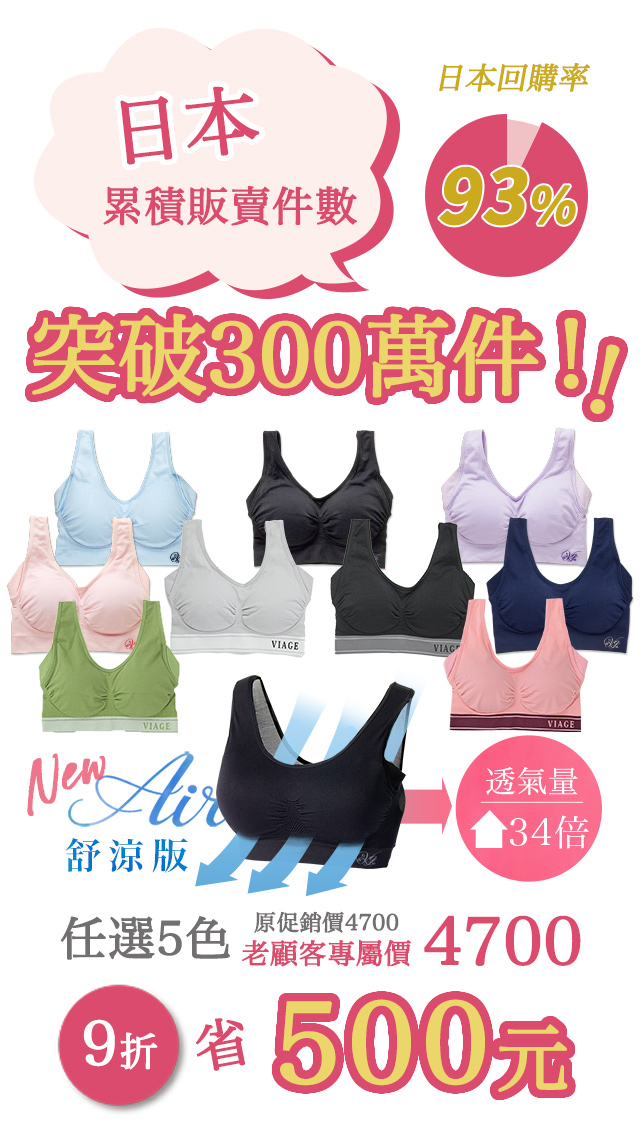 日本
累積販賣件數
日本回購率
93%
突破300萬件!!
VIAGE
VIAGE
VIAGE
VIAGE
New Air
舒涼版
透氣量
34倍
任選5色
原促銷價4700
老顧客專屬價
4700
9折
省
500元